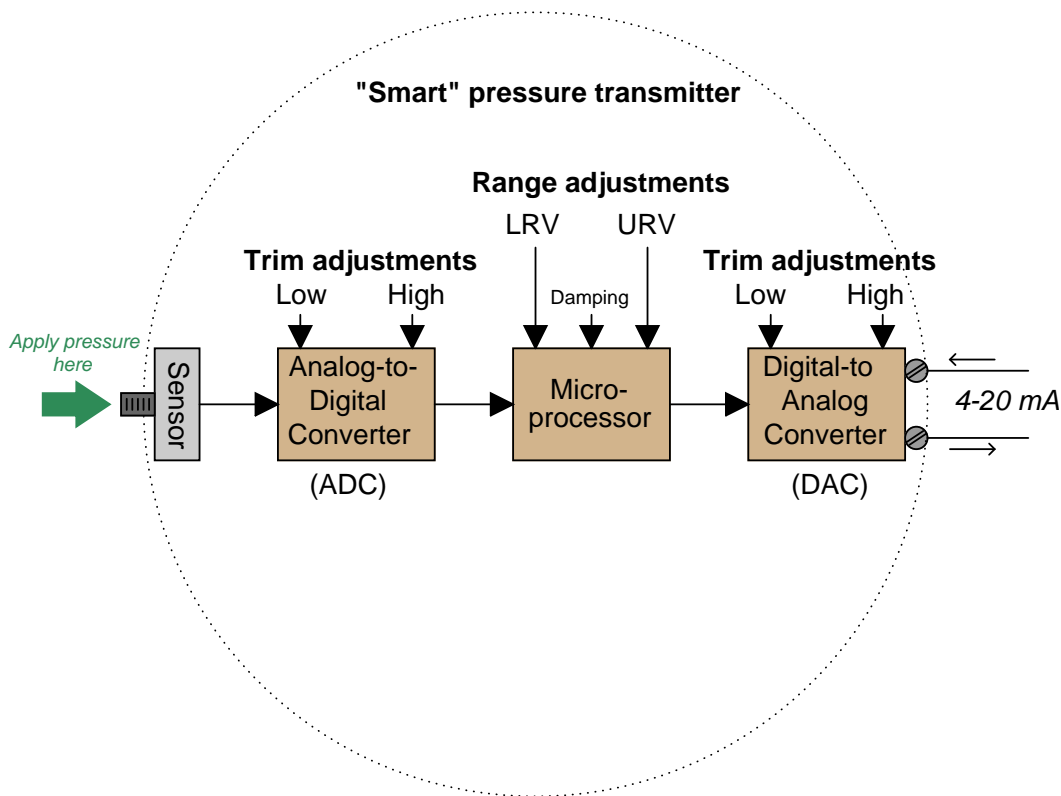 "Smart" pressure transmitter
Range adjustments
LRV URV
Trim adjustments
Low High
Damping
Trim adjustments
Low High
Apply pressure
here
Sensor
Analog-to-
Digital
Converter
(ADC)
Micro-
processor
Digital-to
Analog
Converter
(DAC)
4-20 mA